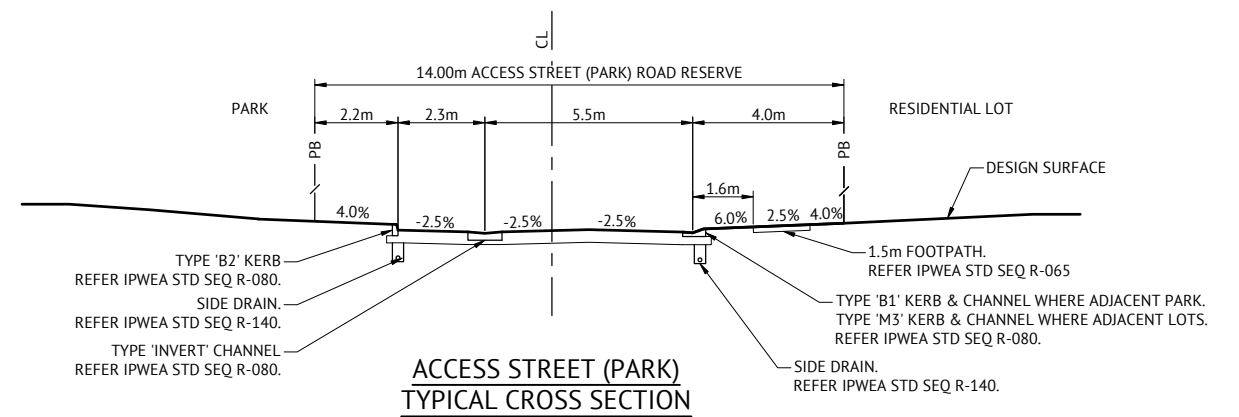 CL
14.00m ACCESS STREET (PARK) ROAD RESERVE
PARK
RESIDENTIAL LOT
2.2m
2.3m
5.5m
4.0m
PB
PB
DESIGN SURFACE
1.6m
4.0%
-2.5%
-2.5%
-2.5%
6.0%
2.5%
4.0%
TYPE 'B2' KERB
REFER IPWEA STD SEQ R-080.
SIDE DRAIN.
REFER IPWEA STD SEQ R-140.
TYPE 'INVERT' CHANNEL
REFER IPWEA STD SEQ R-080.
1.5m FOOTPATH.
REFER IPWEA STD SEQ R-065
TYPE 'B1' KERB & CHANNEL WHERE ADJACENT PARK.
TYPE 'M3' KERB & CHANNEL WHERE ADJACENT LOTS.
REFER IPWEA STD SEQ R-080.
SIDE DRAIN.
REFER IPWEA STD SEQ R-140.
ACCESS STREET (PARK)
TYPICAL CROSS SECTION